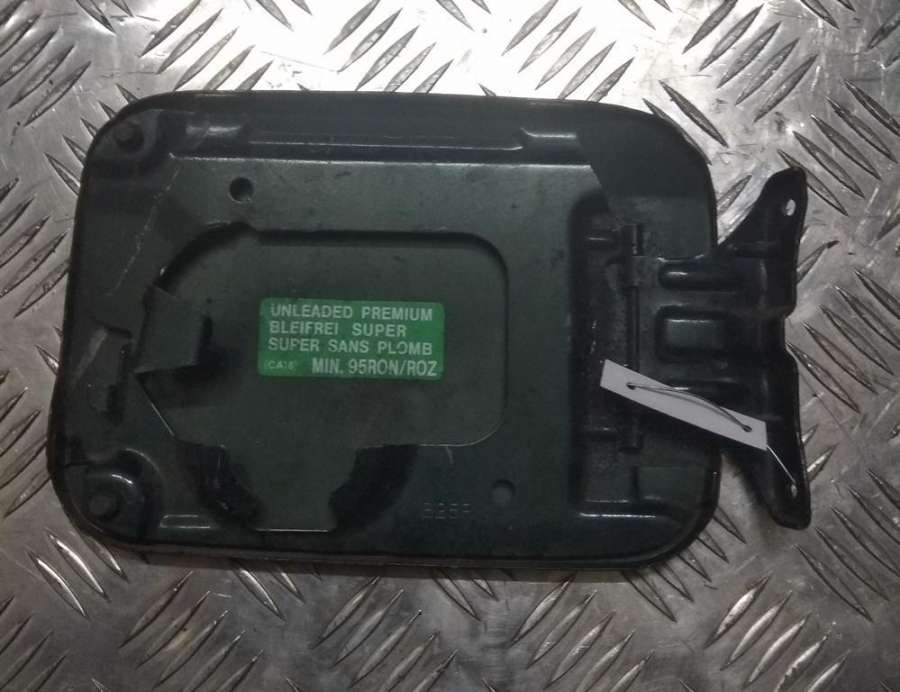 UNLEADED PREMIUM
BLEIFREI SUPER
SUPER SANS PLOMB
MIN. 95RON/ROZ